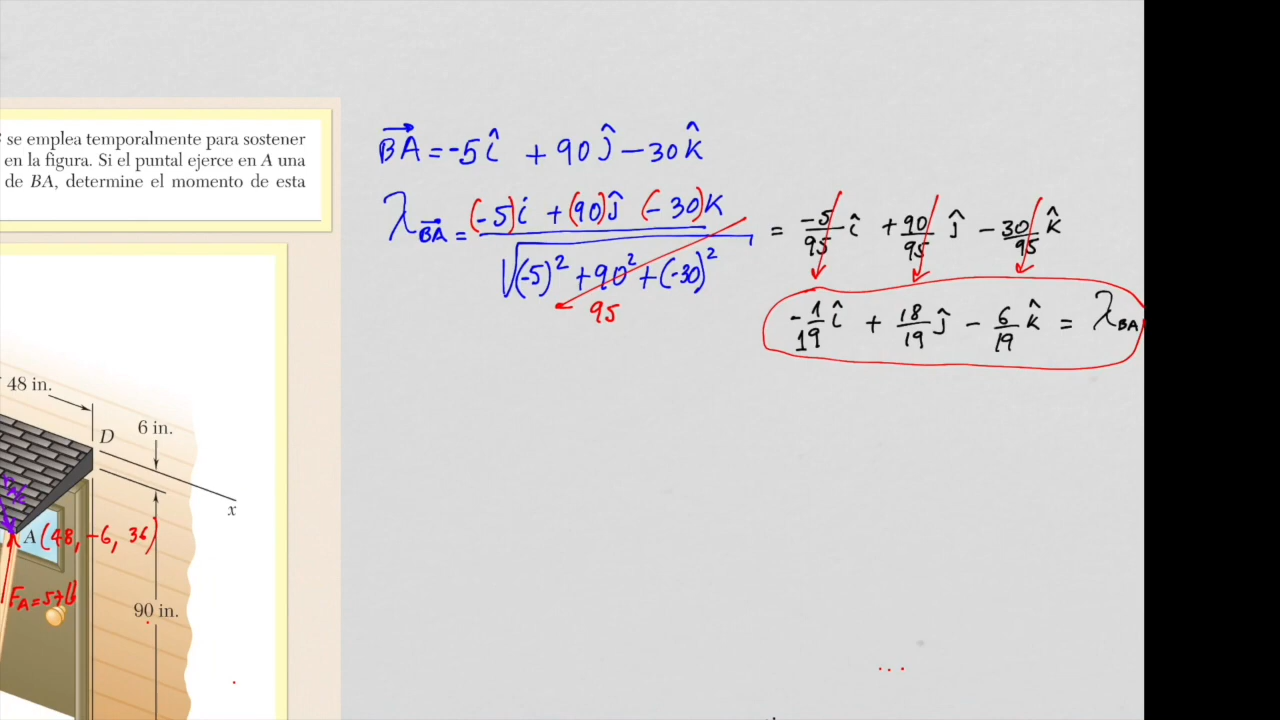 se emplea temporalmente para sostener
en la figura. Si el puntal ejerce en A una
de BA, determine el momento de esta
BA = -5î + 90ĵ - 30k̂
λBA = (-5)i + (90)ĵ (-30)k / √(-5)² + 90² + (-30)² = -5/95 î + 90/95 ĵ - 30/95 k̂
95
-1/19 î + 18/19 ĵ - 6/19 k̂ = λBA
48 in.
D
6 in.
x
A (48, -6, 36)
FA = 57 lb
90 in.